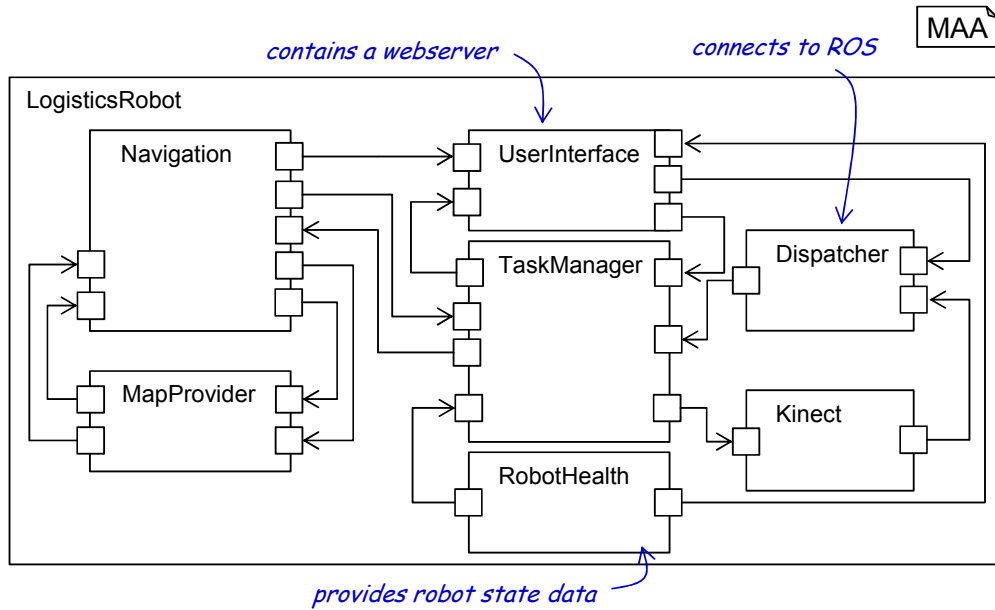 MAA
contains a webserver
connects to ROS
LogisticsRobot
Navigation
UserInterface
TaskManager
Dispatcher
MapProvider
Kinect
RobotHealth
provides robot state data